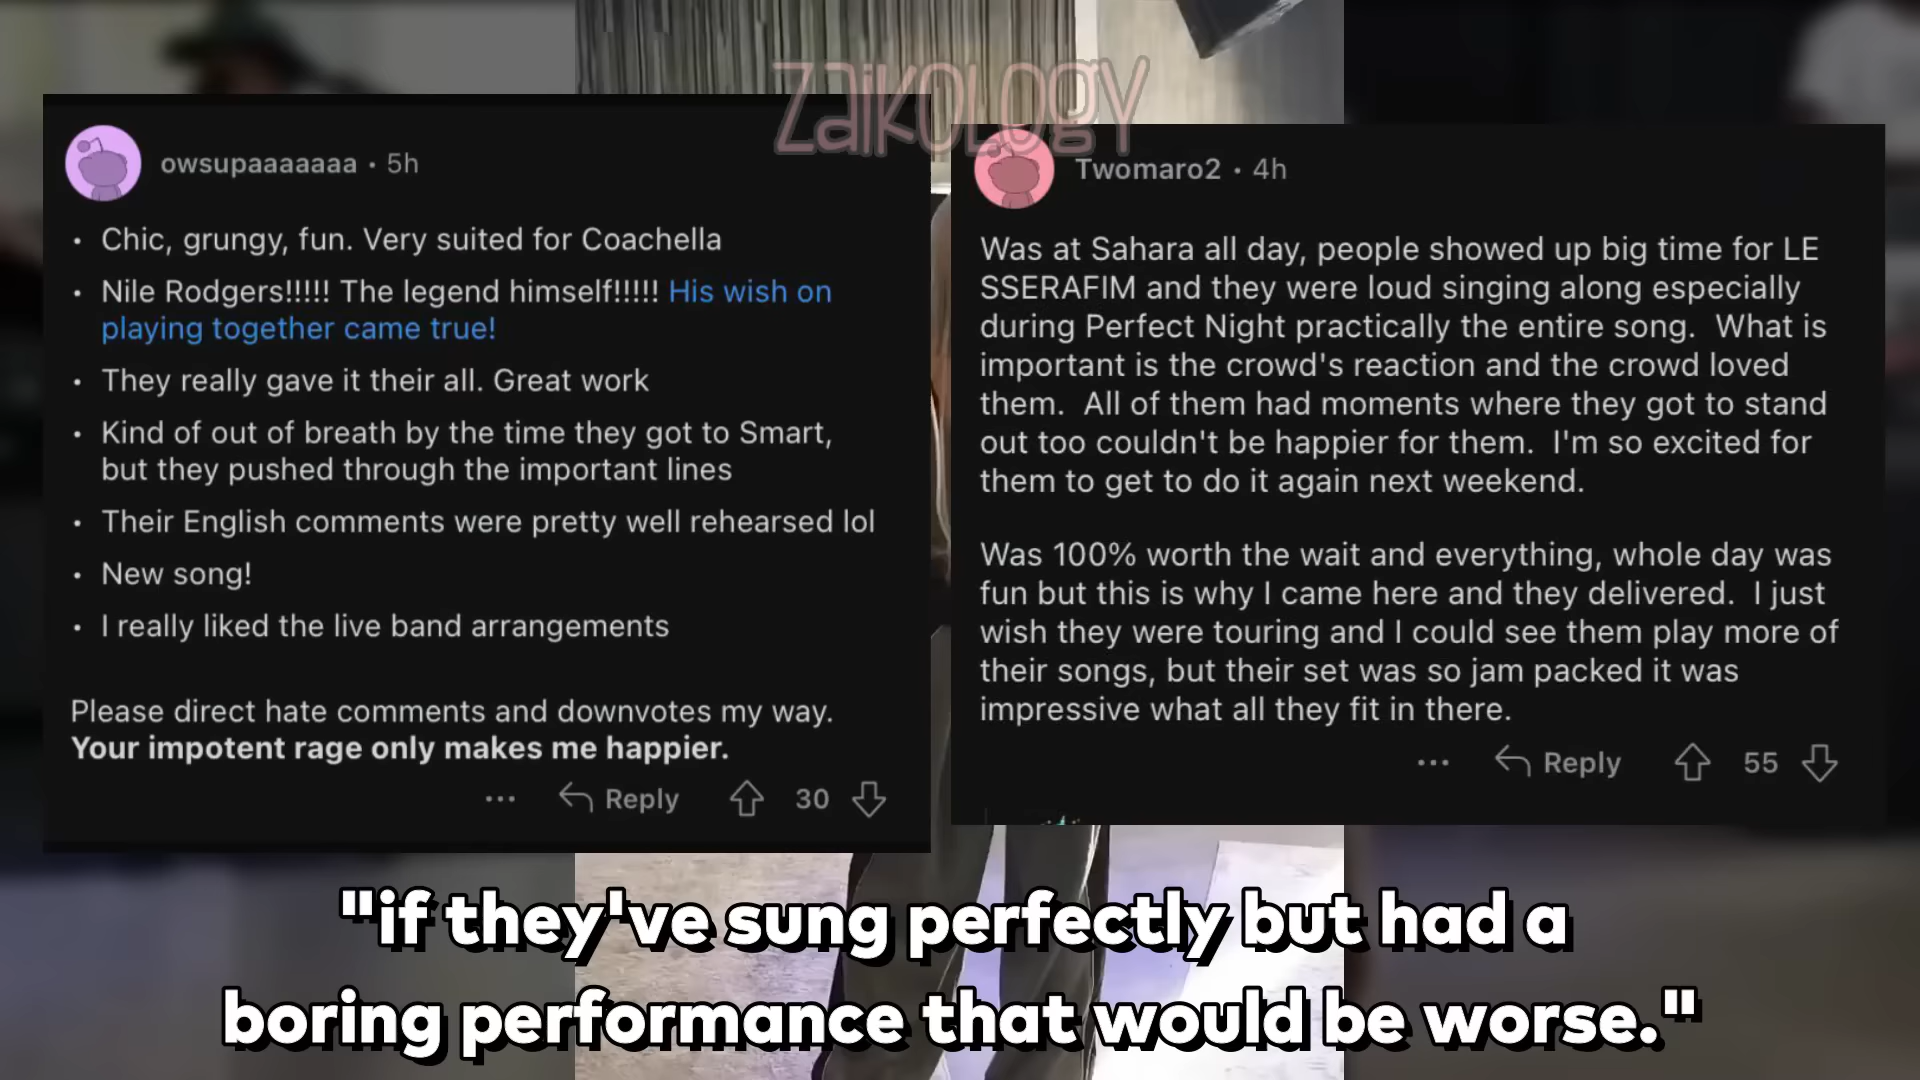 Zaikology
owsupaaaaaaa • 5h
• Chic, grungy, fun. Very suited for Coachella
• Nile Rodgers!!!!! The legend himself!!!!! His wish on
playing together came true!
• They really gave it their all. Great work
• Kind of out of breath by the time they got to Smart,
but they pushed through the important lines
• Their English comments were pretty well rehearsed lol
• New song!
• I really liked the live band arrangements
Please direct hate comments and downvotes my way.
Your impotent rage only makes me happier.
... Reply 30
Twomaro2 • 4h
Was at Sahara all day, people showed up big time for LE
SSERAFIM and they were loud singing along especially
during Perfect Night practically the entire song.  What is
important is the crowd's reaction and the crowd loved
them.  All of them had moments where they got to stand
out too couldn't be happier for them.  I'm so excited for
them to get to do it again next weekend.
Was 100% worth the wait and everything, whole day was
fun but this is why I came here and they delivered.  I just
wish they were touring and I could see them play more of
their songs, but their set was so jam packed it was
impressive what all they fit in there.
... Reply 55
"if they've sung perfectly but had a
boring performance that would be worse."